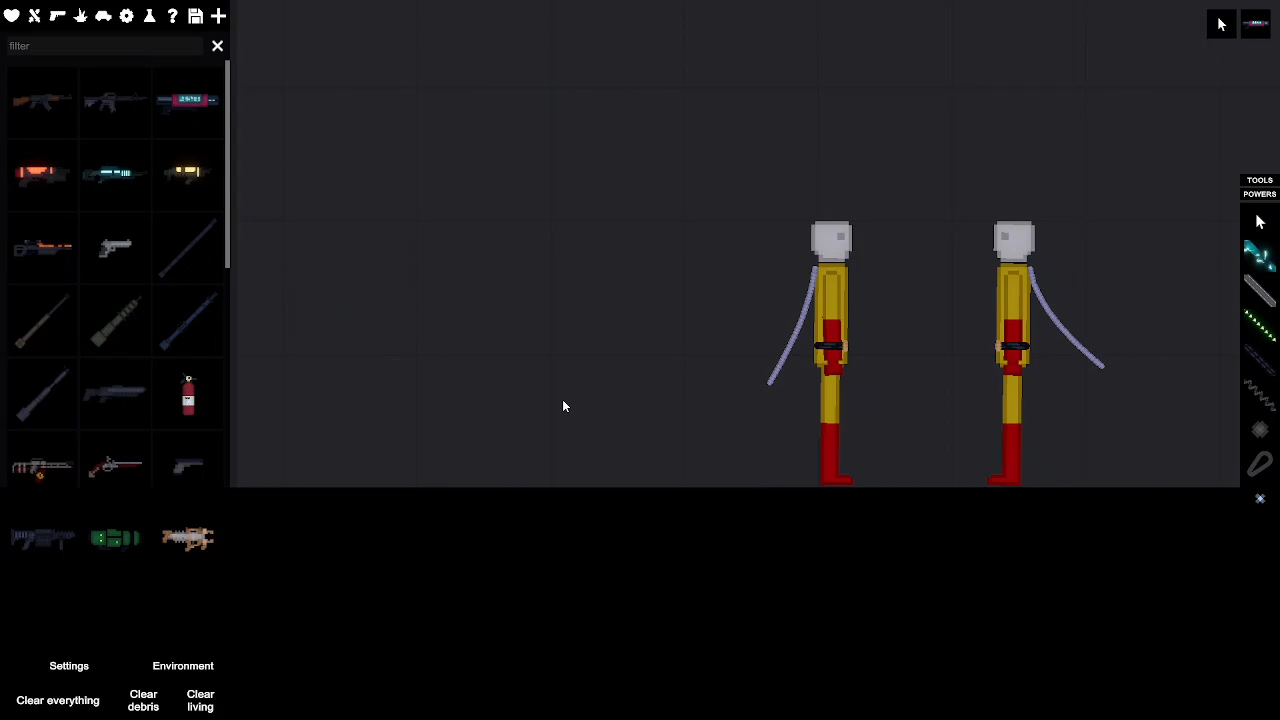 filter
TOOLS
POWERS
Settings
Environment
Clear everything
Clear debris
Clear living